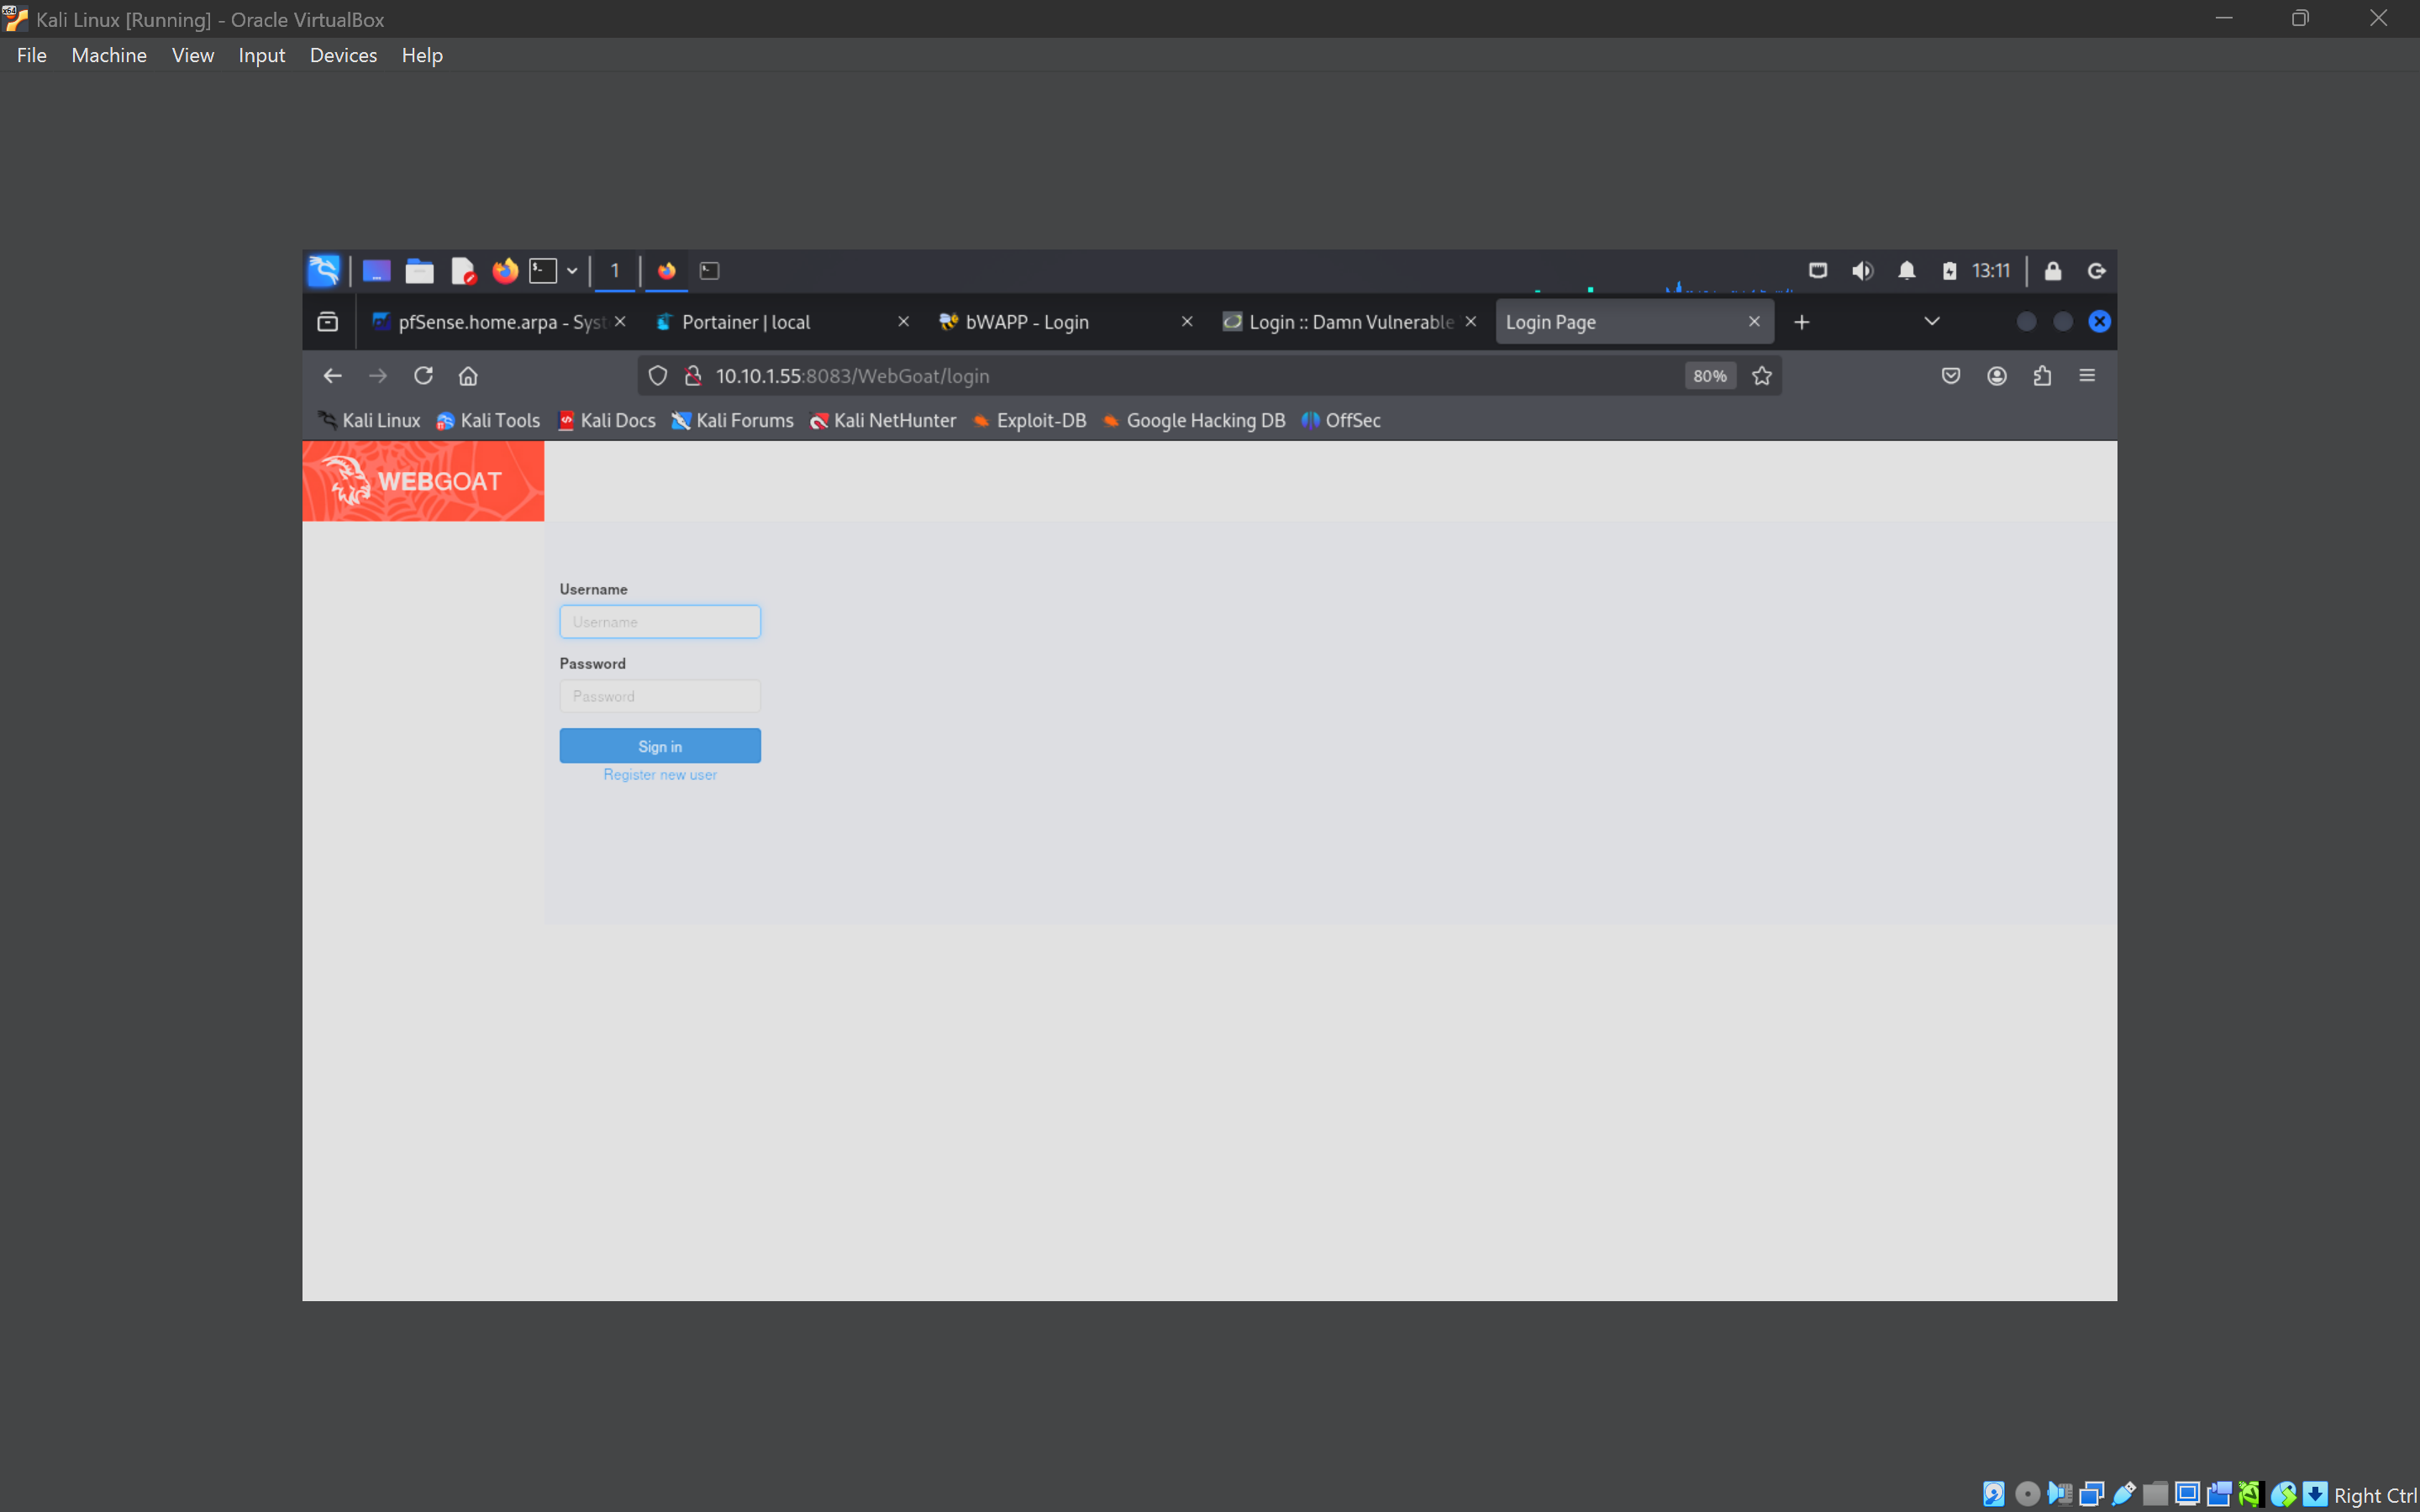 Kali Linux [Running] - Oracle VirtualBox
File Machine View Input Devices Help
1 13:11
pfSense.home.arpa - Syst Portainer | local bWAPP - Login Login :: Damn Vulnerable Login Page
10.10.1.55:8083/WebGoat/login 80%
Kali Linux Kali Tools Kali Docs Kali Forums Kali NetHunter Exploit-DB Google Hacking DB OffSec
WEBGOAT
Username
Username
Password
Password
Sign in
Register new user
Right Ctrl